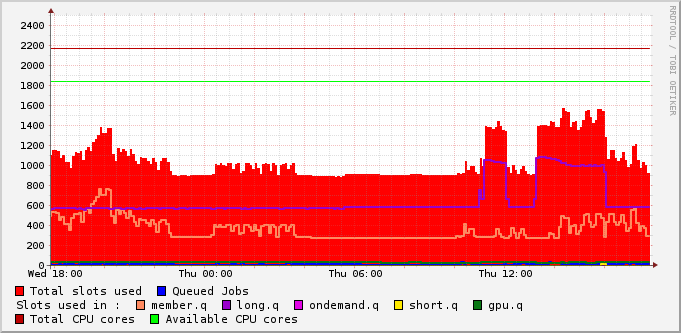 RRDTOOL / TOBI OETIKER
2400
2200
2000
1800
1600
1400
1200
1000
800
600
400
200
0
Wed 18:00 Thu 00:00 Thu 06:00 Thu 12:00
Total slots used Queued Jobs
Slots used in : member.q long.q ondemand.q short.q gpu.q
Total CPU cores Available CPU cores